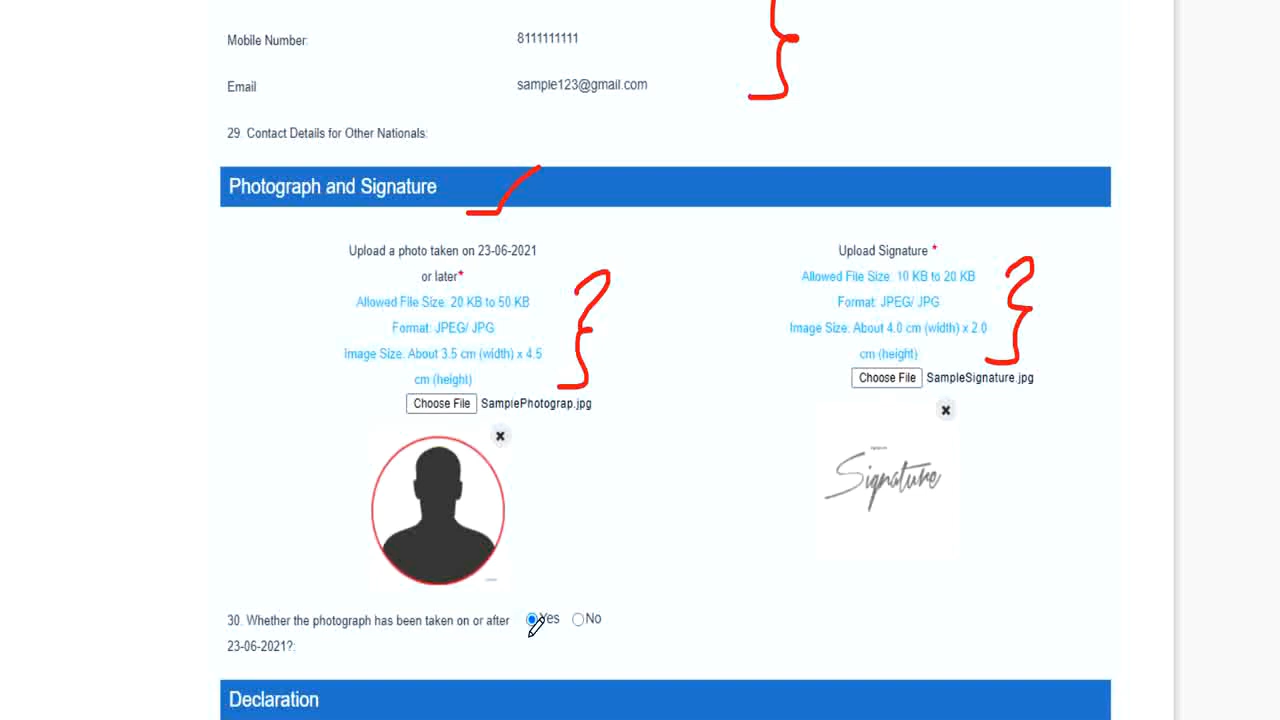 Mobile Number:
8111111111
Email
sample123@gmail.com
29. Contact Details for Other Nationals:
Photograph and Signature
Upload a photo taken on 23-06-2021
or later*
Allowed File Size: 20 KB to 50 KB
Format: JPEG/ JPG
Image Size: About 3.5 cm (width) x 4.5
cm (height)
Choose File SamplePhotograp.jpg
Upload Signature *
Allowed File Size: 10 KB to 20 KB
Format: JPEG/ JPG
Image Size: About 4.0 cm (width) x 2.0
cm (height)
Choose File SampleSignature.jpg
Signature
30. Whether the photograph has been taken on or after
23-06-2021?:
Yes No
Declaration